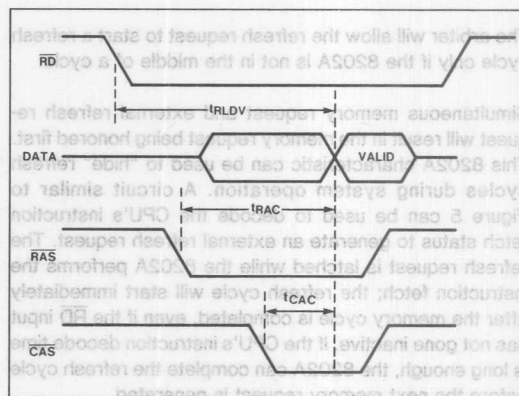 The arbiter will allow the refresh request to start a refresh
R̅D̅
cycle only if the 8202A is not in the middle of a cycle.
tRLDV
Simultaneous memory request and external refresh re-
quest will result in the memory request being honored first.
DATA
VALID
This 8202A characteristic can be used to "hide" refresh
cycles during system operation. A circuit similar to
Figure 5 can be used to decode the CPU's instruction
tRAC
fetch status to generate an external refresh request. The
RAS
refresh request is latched while the 8202A performs the
instruction fetch; the refresh cycle will start immediately
tCAC
after the memory cycle is completed, even if the R̅D̅ input
C̅A̅S̅
has not gone inactive. If the CPU's instruction decode time
is long enough, the 8202A can complete the refresh cycle
before the next memory request is generated.